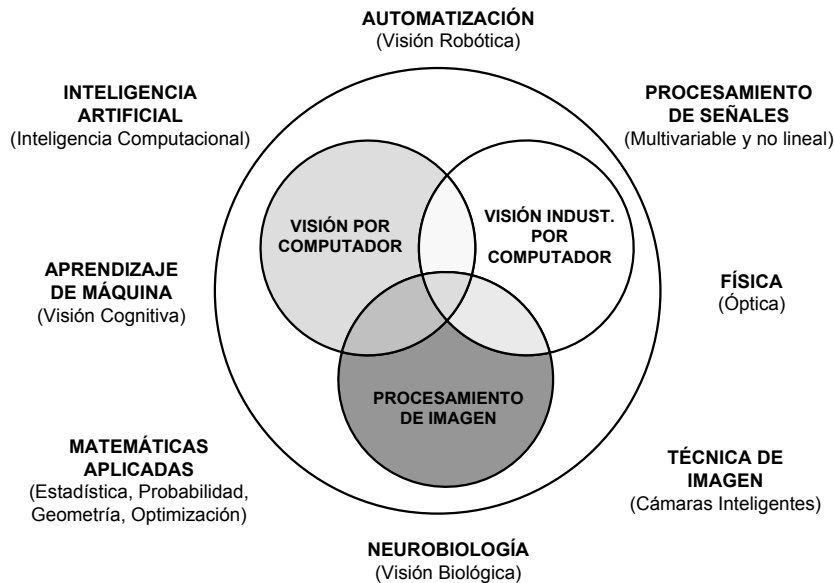 AUTOMATIZACIÓN
(Visión Robótica)
INTELIGENCIA
ARTIFICIAL
(Inteligencia Computacional)
PROCESAMIENTO
DE SEÑALES
(Multivariable y no lineal)
VISIÓN POR
COMPUTADOR
VISIÓN INDUST.
POR
COMPUTADOR
APRENDIZAJE
DE MÁQUINA
(Visión Cognitiva)
FÍSICA
(Óptica)
PROCESAMIENTO
DE IMAGEN
MATEMÁTICAS
APLICADAS
(Estadística, Probabilidad,
Geometría, Optimización)
TÉCNICA DE
IMAGEN
(Cámaras Inteligentes)
NEUROBIOLOGÍA
(Visión Biológica)